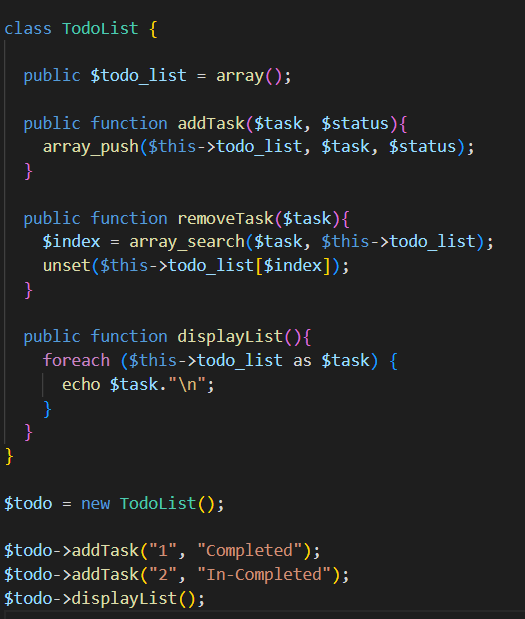 class TodoList {
public $todo_list = array();
public function addTask($task, $status){
array_push($this->todo_list, $task, $status);
}
public function removeTask($task){
$index = array_search($task, $this->todo_list);
unset($this->todo_list[$index]);
}
public function displayList(){
foreach ($this->todo_list as $task) {
echo $task."\n";
}
}
}
$todo = new TodoList();
$todo->addTask("1", "Completed");
$todo->addTask("2", "In-Completed");
$todo->displayList();